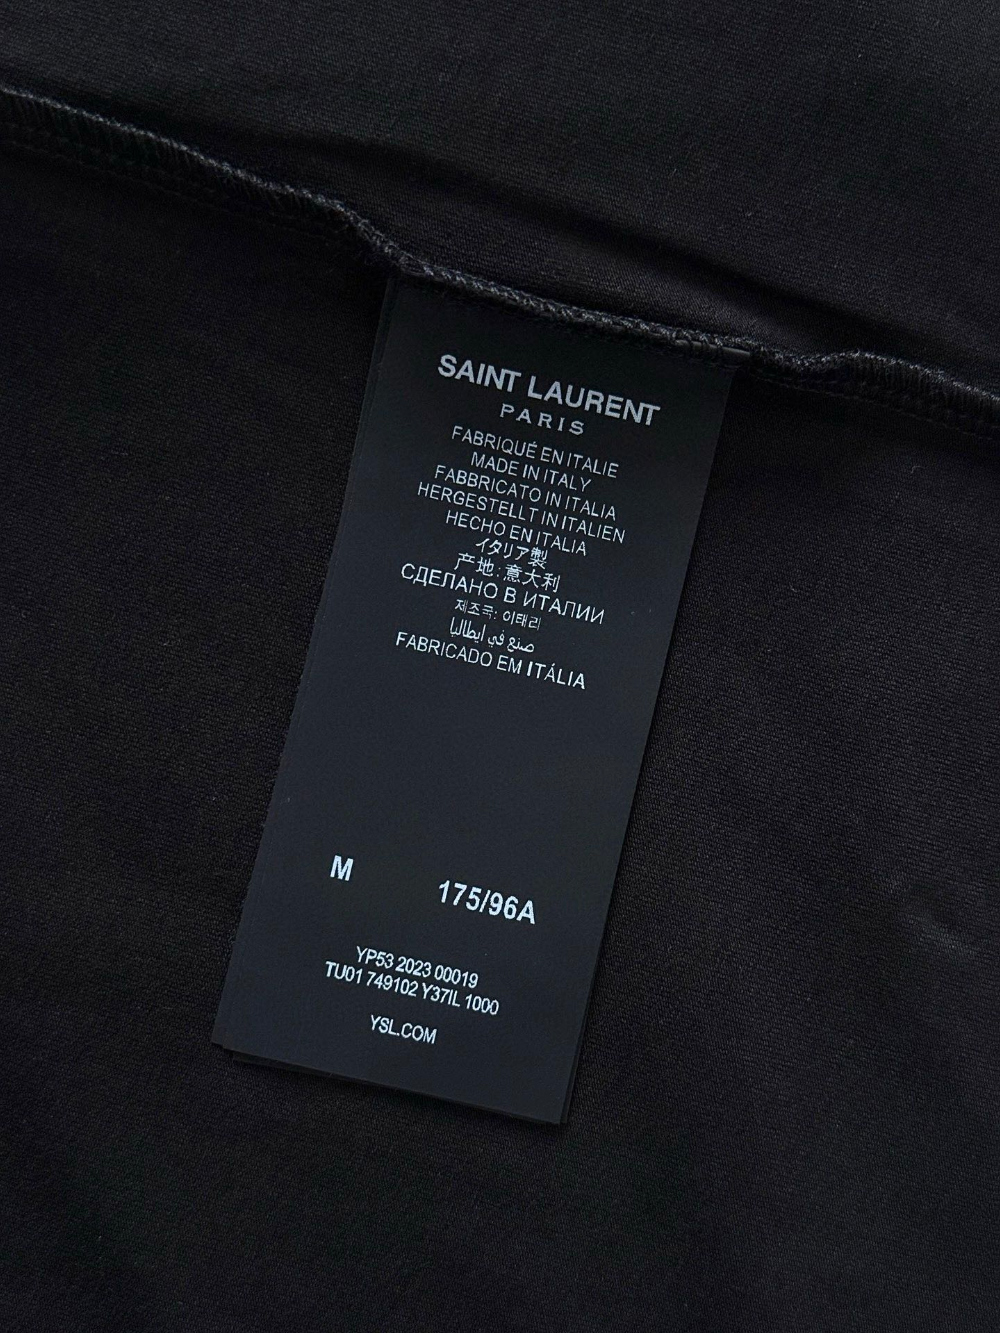 SAINT LAURENT
PARIS
FABRIQUÉ EN ITALIE
MADE IN ITALY
FABBRICATO IN ITALIA
HERGESTELLT IN ITALIEN
HECHO EN ITALIA
イタリア製
产地: 意大利
СДЕЛАНО В ИТАЛИИ
제조국: 이태리
صنع في ايطاليا
FABRICADO EM ITÁLIA
M 175/96A
YP53 2023 00019
TU01 749102 Y37IL 1000
YSL.COM